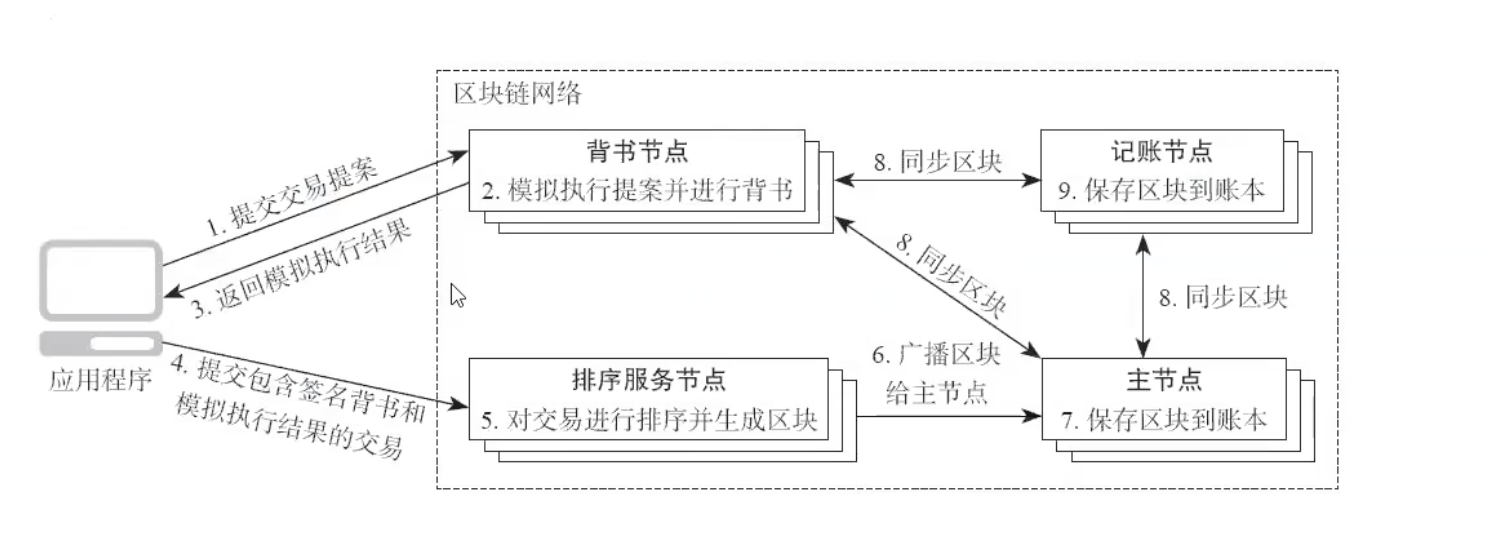 区块链网络
背书节点
2. 模拟执行提案并进行背书
8. 同步区块
记账节点
9. 保存区块到账本
1. 提交交易提案
3. 返回模拟执行结果
8. 同步区块
8. 同步区块
应用程序
4. 提交包含签名背书和
模拟执行结果的交易
排序服务节点
5. 对交易进行排序并生成区块
6. 广播区块
给主节点
主节点
7. 保存区块到账本